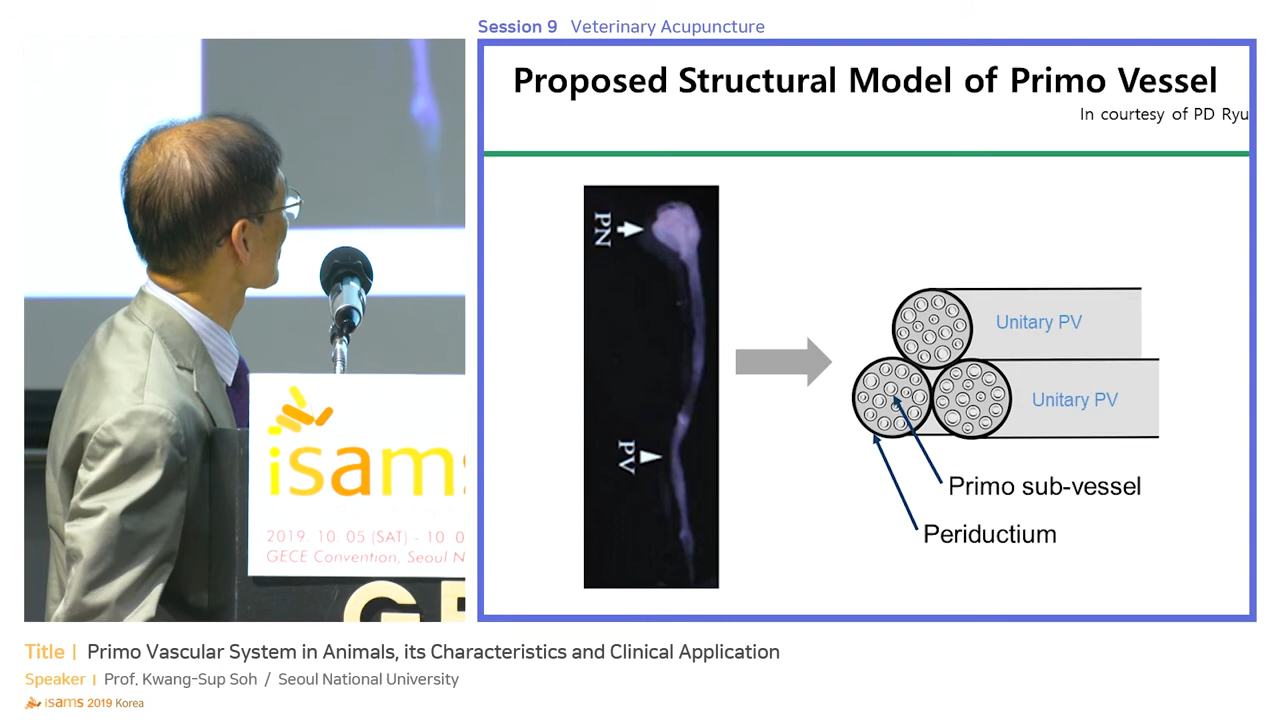 Session 9 Veterinary Acupuncture
Proposed Structural Model of Primo Vessel
In courtesy of PD Ryu
PN
PV
Unitary PV
Unitary PV
Primo sub-vessel
Periductium
isams
2019. 10. 05 (SAT) - 10. 0
GECE Convention, Seoul N
Title | Primo Vascular System in Animals, its Characteristics and Clinical Application
Speaker | Prof. Kwang-Sup Soh / Seoul National University
isams 2019 Korea